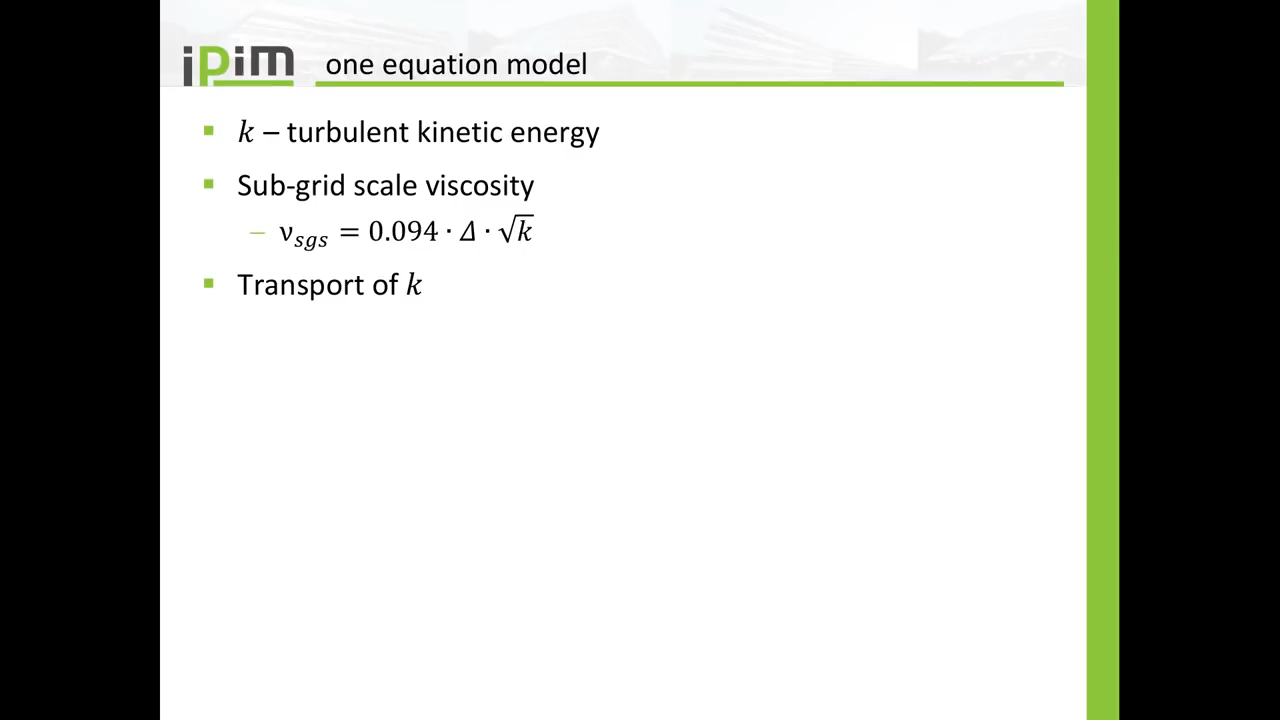 ipim one equation model
k – turbulent kinetic energy
Sub-grid scale viscosity
– ν_sgs = 0.094 · Δ · √k
Transport of k